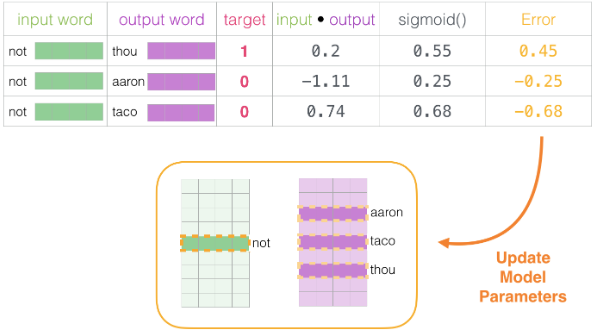 input word output word target input • output sigmoid() Error
not thou 1 0.2 0.55 0.45
not aaron 0 −1.11 0.25 −0.25
not taco 0 0.74 0.68 −0.68
aaron
not taco
thou
Update
Model
Parameters